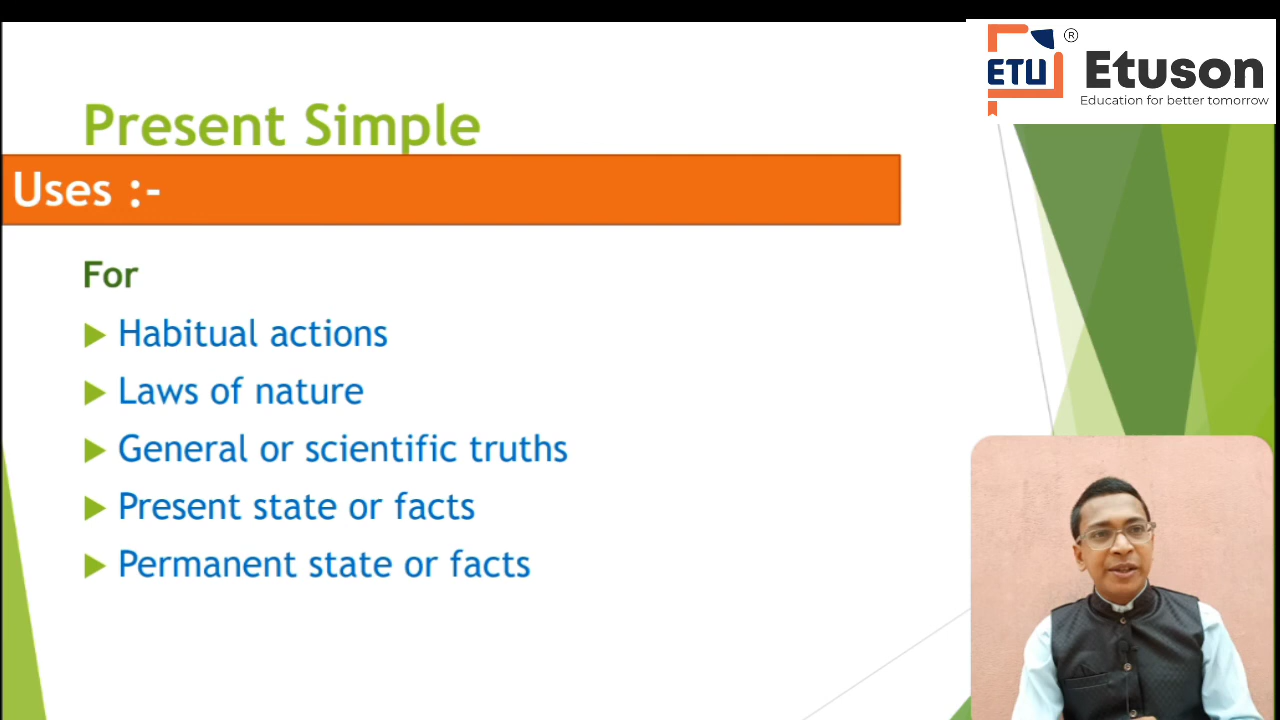 ETU ® Etuson
Education for better tomorrow
Present Simple
Uses :-
For
Habitual actions
Laws of nature
General or scientific truths
Present state or facts
Permanent state or facts